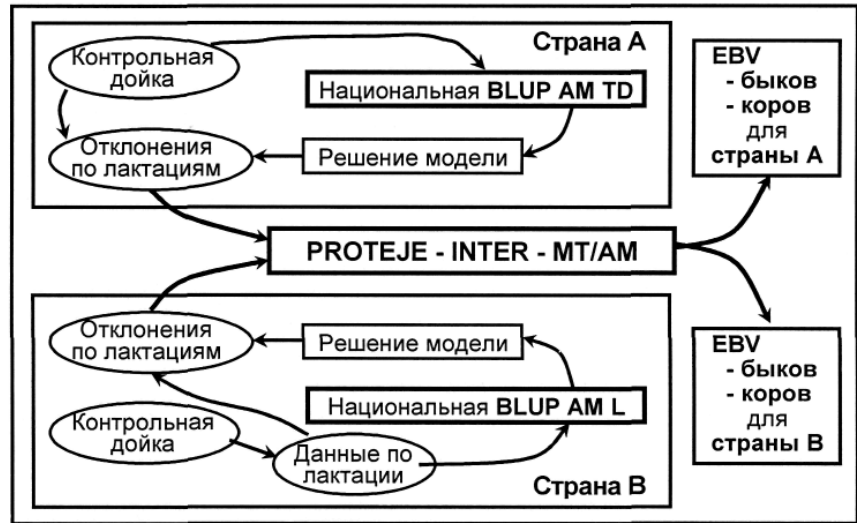 Страна А
Контрольная
дойка
Национальная BLUP AM TD
Отклонения
по лактациям
Решение модели
EBV
- быков
- коров
для
страны А
PROTEJE - INTER - MT/AM
Отклонения
по лактациям
Решение модели
Национальная BLUP AM L
Контрольная
дойка
Данные по
лактации
Страна В
EBV
- быков
- коров
для
страны В